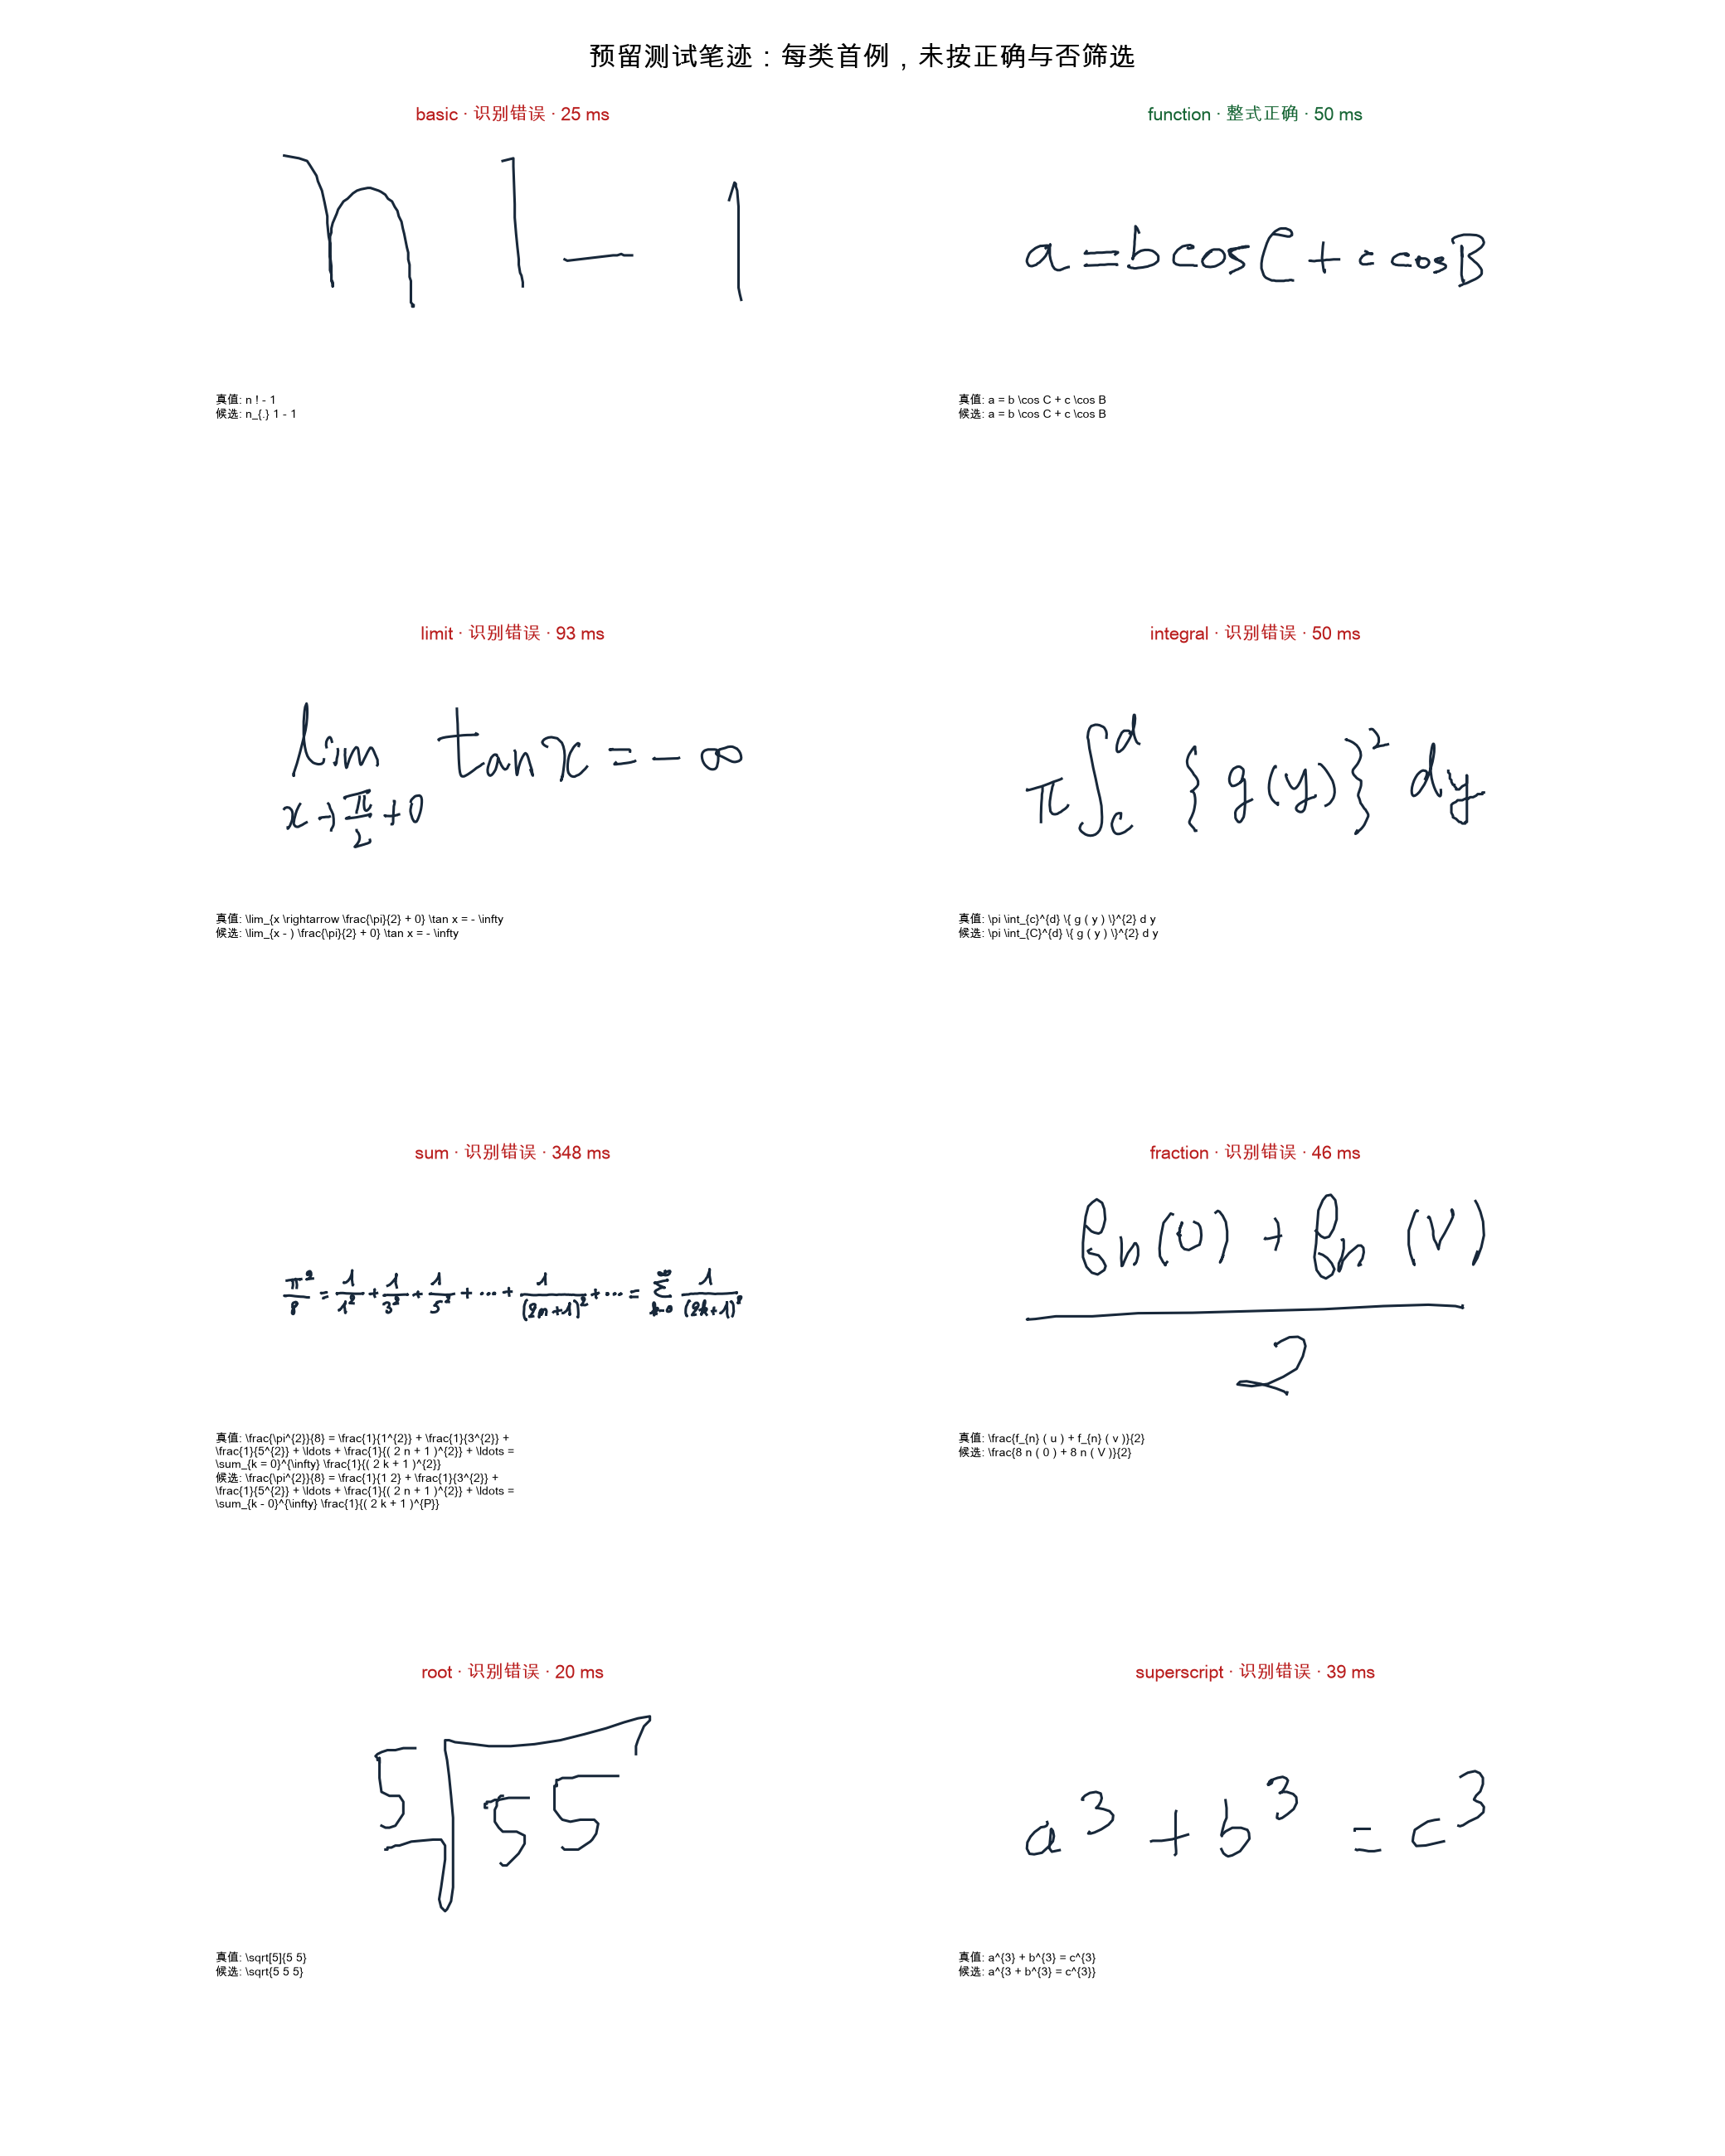 预留测试笔迹：每类首例，未按正确与否筛选
basic · 识别错误 · 25 ms
n 1 - 1
真值: n ! - 1
候选: n_{.} 1 - 1
function · 整式正确 · 50 ms
a = b cos C + c cos B
真值: a = b \cos C + c \cos B
候选: a = b \cos C + c \cos B
limit · 识别错误 · 93 ms
lim tan x = - ∞
x → π/2 + 0
真值: \lim_{x \rightarrow \frac{\pi}{2} + 0} \tan x = - \infty
候选: \lim_{x - ) \frac{\pi}{2} + 0} \tan x = - \infty
integral · 识别错误 · 50 ms
π ∫_c^d { g(y) }² dy
真值: \pi \int_{c}^{d} \{ g ( y ) \}^{2} d y
候选: \pi \int_{C}^{d} \{ g ( y ) \}^{2} d y
sum · 识别错误 · 348 ms
π²/8 = 1/1² + 1/3² + 1/5² + ... + 1/(2n+1)² + ... = Σ_{k=0}^∞ 1/(2k+1)²
真值: \frac{\pi^{2}}{8} = \frac{1}{1^{2}} + \frac{1}{3^{2}} +
\frac{1}{5^{2}} + \ldots + \frac{1}{( 2 n + 1 )^{2}} + \ldots =
\sum_{k = 0}^{\infty} \frac{1}{( 2 k + 1 )^{2}}
候选: \frac{\pi^{2}}{8} = \frac{1}{1 2} + \frac{1}{3^{2}} +
\frac{1}{5^{2}} + \ldots + \frac{1}{( 2 n + 1 )^{2}} + \ldots =
\sum_{k - 0}^{\infty} \frac{1}{( 2 k + 1 )^{P}}
fraction · 识别错误 · 46 ms
f_n(u) + f_n(v)
2
真值: \frac{f_{n} ( u ) + f_{n} ( v )}{2}
候选: \frac{8 n ( 0 ) + 8 n ( V )}{2}
root · 识别错误 · 20 ms
⁵√55
真值: \sqrt[5]{5 5}
候选: \sqrt{5 5 5}
superscript · 识别错误 · 39 ms
a³ + b³ = c³
真值: a^{3} + b^{3} = c^{3}
候选: a^{3 + b^{3} = c^{3}}